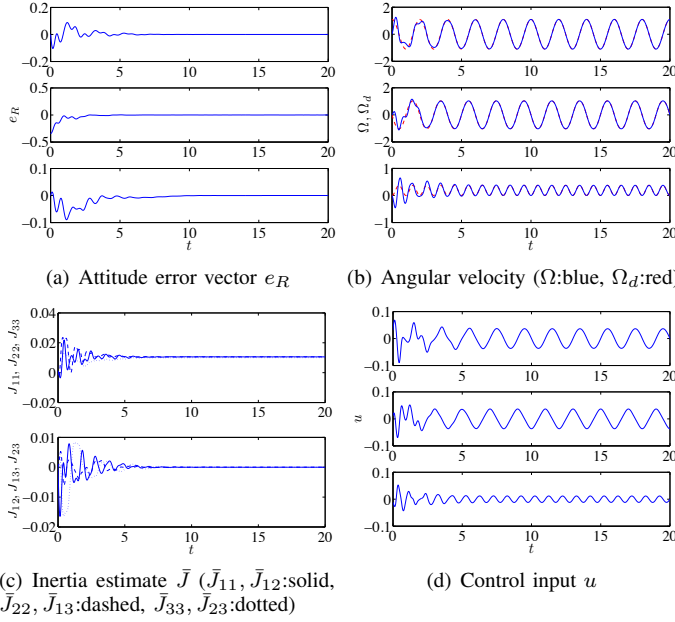 0.2
0
−0.2
0 5 10 15 20
0.5
0
−0.5
0 5 10 15 20
0.1
0
−0.1
0 5 10 15 20
e_R
t
(a) Attitude error vector e_R
2
0
−2
0 5 10 15 20
2
0
−2
0 5 10 15 20
1
0
−1
0 5 10 15 20
Ω, Ω_d
t
(b) Angular velocity (Ω:blue, Ω_d:red)
0.04
0.02
0
−0.02
0 5 10 15 20
J_11, J_22, J_33
0.01
0
−0.01
−0.02
0 5 10 15 20
J_12, J_13, J_23
t
(c) Inertia estimate J̄ (J̄_11, J̄_12:solid,
J̄_22, J̄_13:dashed, J̄_33, J̄_23:dotted)
0.1
0
−0.1
0 5 10 15 20
0.1
0
−0.1
0 5 10 15 20
0.1
0
−0.1
0 5 10 15 20
u
t
(d) Control input u